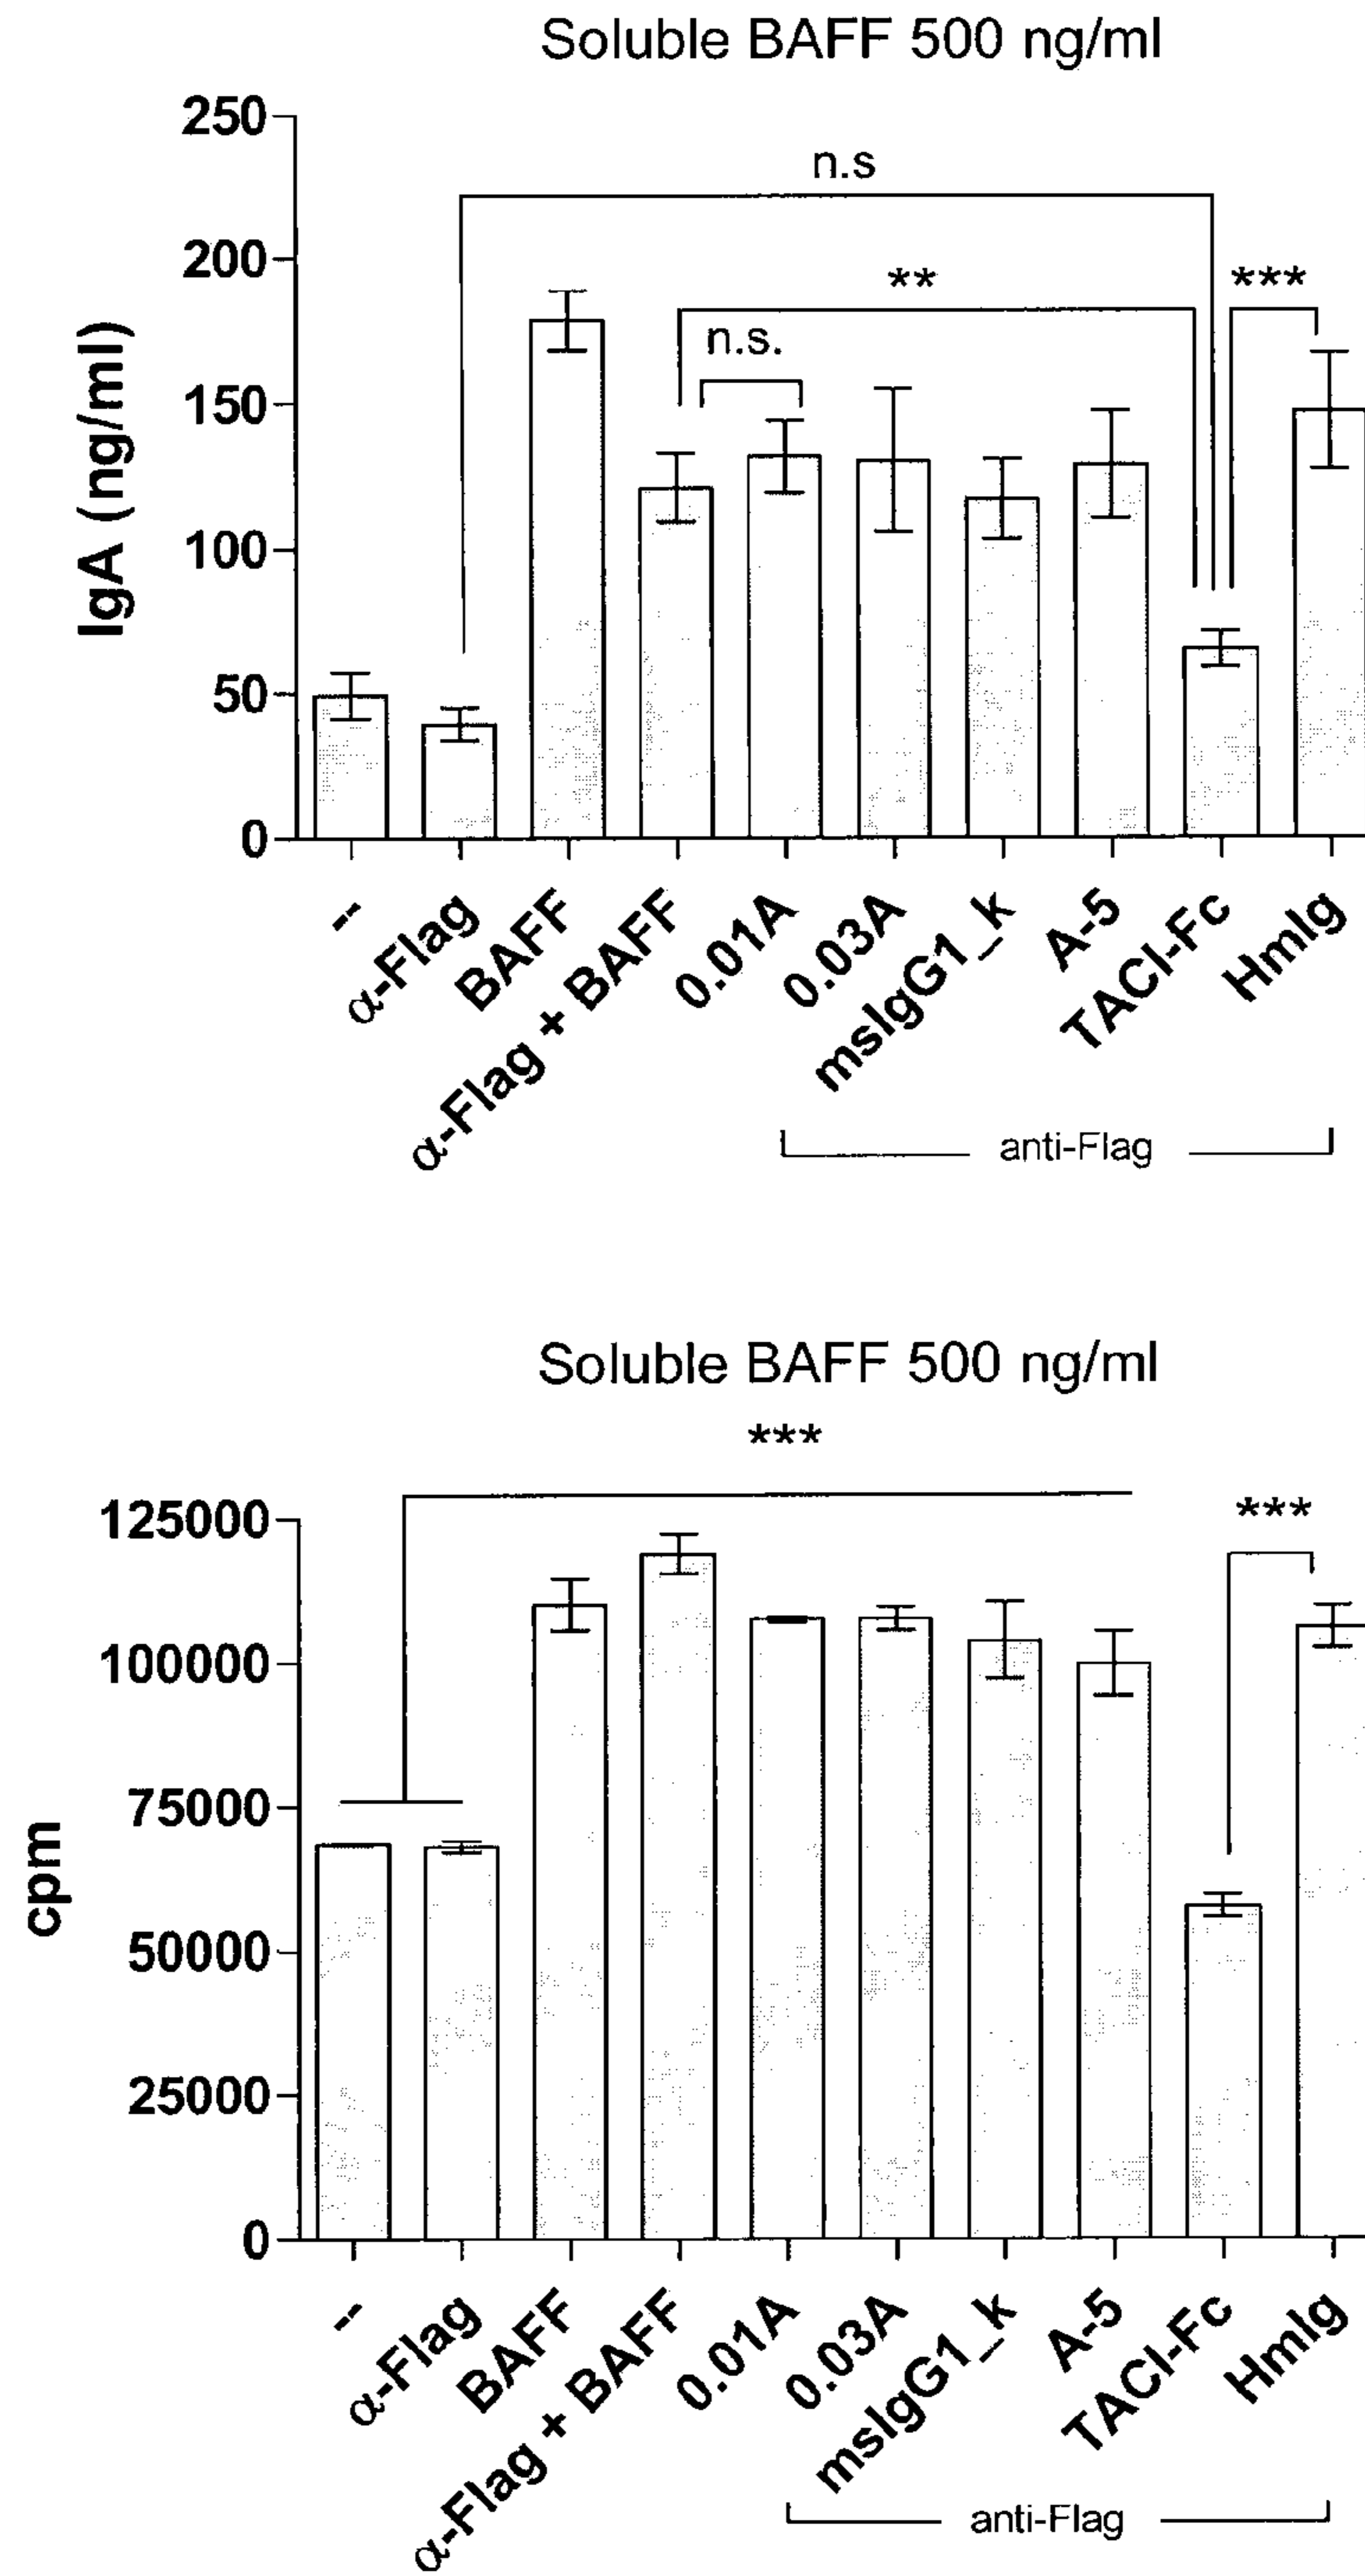 Soluble BAFF 500 ng/ml
250
n.s
200
**
***
n.s.
150
IgA (ng/ml)
100
50
0
--
α-Flag
BAFF
α-Flag + BAFF
0.01A
0.03A
msIgG1_k
A-5
TACI-Fc
HmIg
anti-Flag
Soluble BAFF 500 ng/ml
***
125000
***
100000
75000
cpm
50000
25000
0
--
α-Flag
BAFF
α-Flag + BAFF
0.01A
0.03A
msIgG1_k
A-5
TACI-Fc
HmIg
anti-Flag